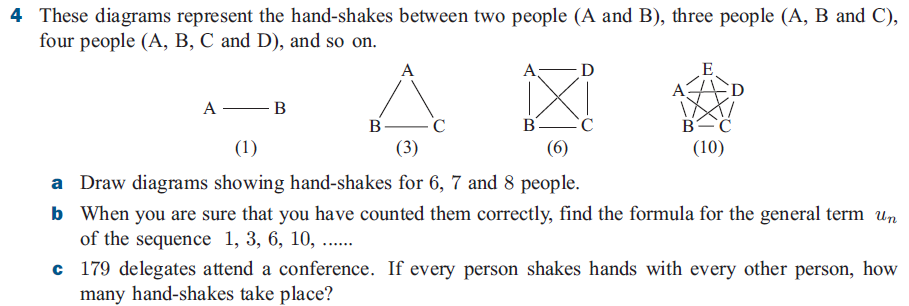 4 These diagrams represent the hand-shakes between two people (A and B), three people (A, B and C),
four people (A, B, C and D), and so on.
A B
(1)
A
B C
(3)
A D
B C
(6)
E
A D
B C
(10)
a Draw diagrams showing hand-shakes for 6, 7 and 8 people.
b When you are sure that you have counted them correctly, find the formula for the general term uₙ
of the sequence 1, 3, 6, 10, ......
c 179 delegates attend a conference. If every person shakes hands with every other person, how
many hand-shakes take place?